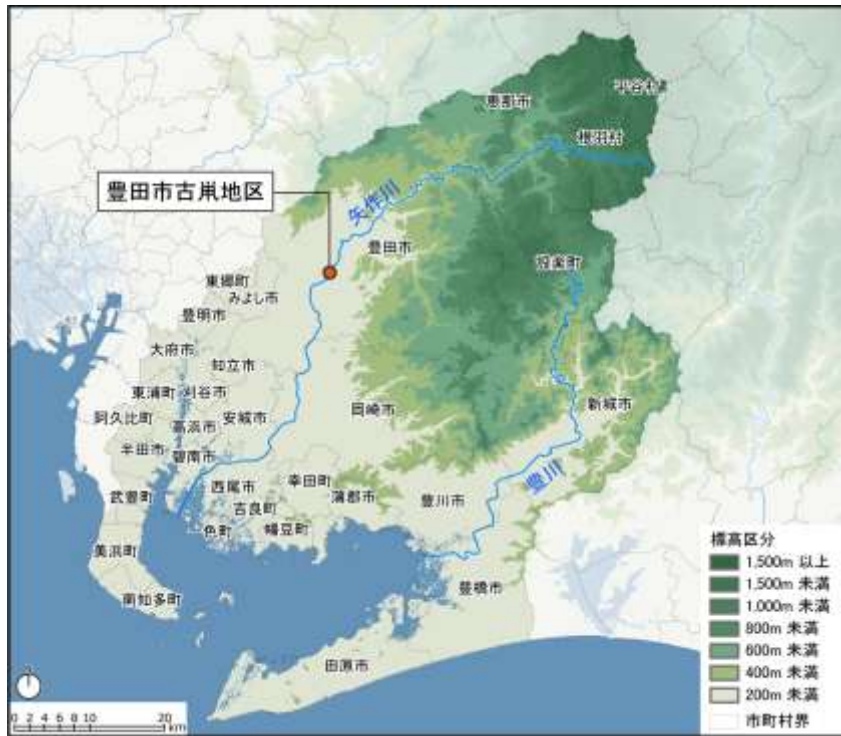 平谷村
恵那市
根羽村
豊田市古鼡地区
矢作川
豊田市
設楽町
東郷町
みよし市
豊明市
大府市
知立市
東浦町
刈谷市
阿久比町
高浜市
安城市
岡崎市
新城市
半田市
碧南市
豊川
西尾市
幸田町
武豊町
吉良町
蒲郡市
豊川市
色町
幡豆町
美浜町
南知多町
豊橋市
田原市
標高区分
1,500m 以上
1,500m 未満
1,000m 未満
800m 未満
600m 未満
400m 未満
200m 未満
市町村界
0 2 4 6 8 10 20
km